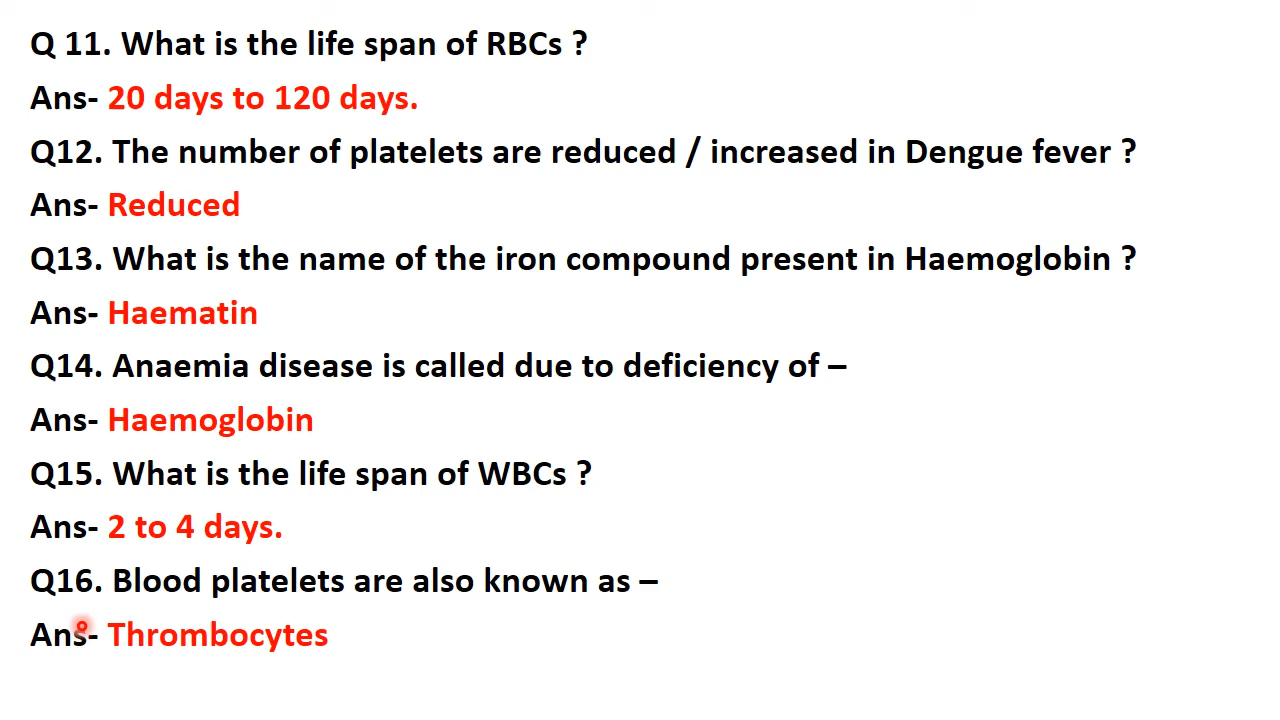 Q 11. What is the life span of RBCs ?
Ans- 20 days to 120 days.
Q12. The number of platelets are reduced / increased in Dengue fever ?
Ans- Reduced
Q13. What is the name of the iron compound present in Haemoglobin ?
Ans- Haematin
Q14. Anaemia disease is called due to deficiency of –
Ans- Haemoglobin
Q15. What is the life span of WBCs ?
Ans- 2 to 4 days.
Q16. Blood platelets are also known as –
Ans- Thrombocytes